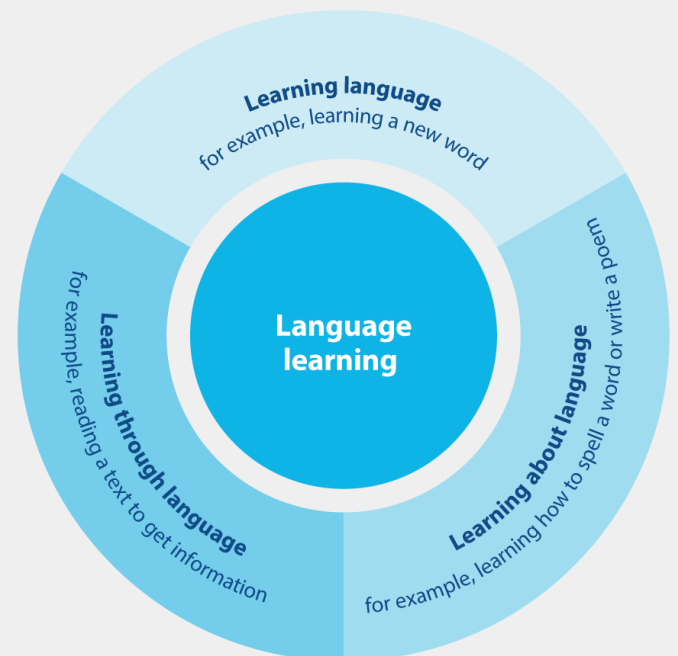 Learning language
for example, learning a new word
Language
learning
Learning through language
for example, reading a text to get information
Learning about language
for example, learning how to spell a word or write a poem